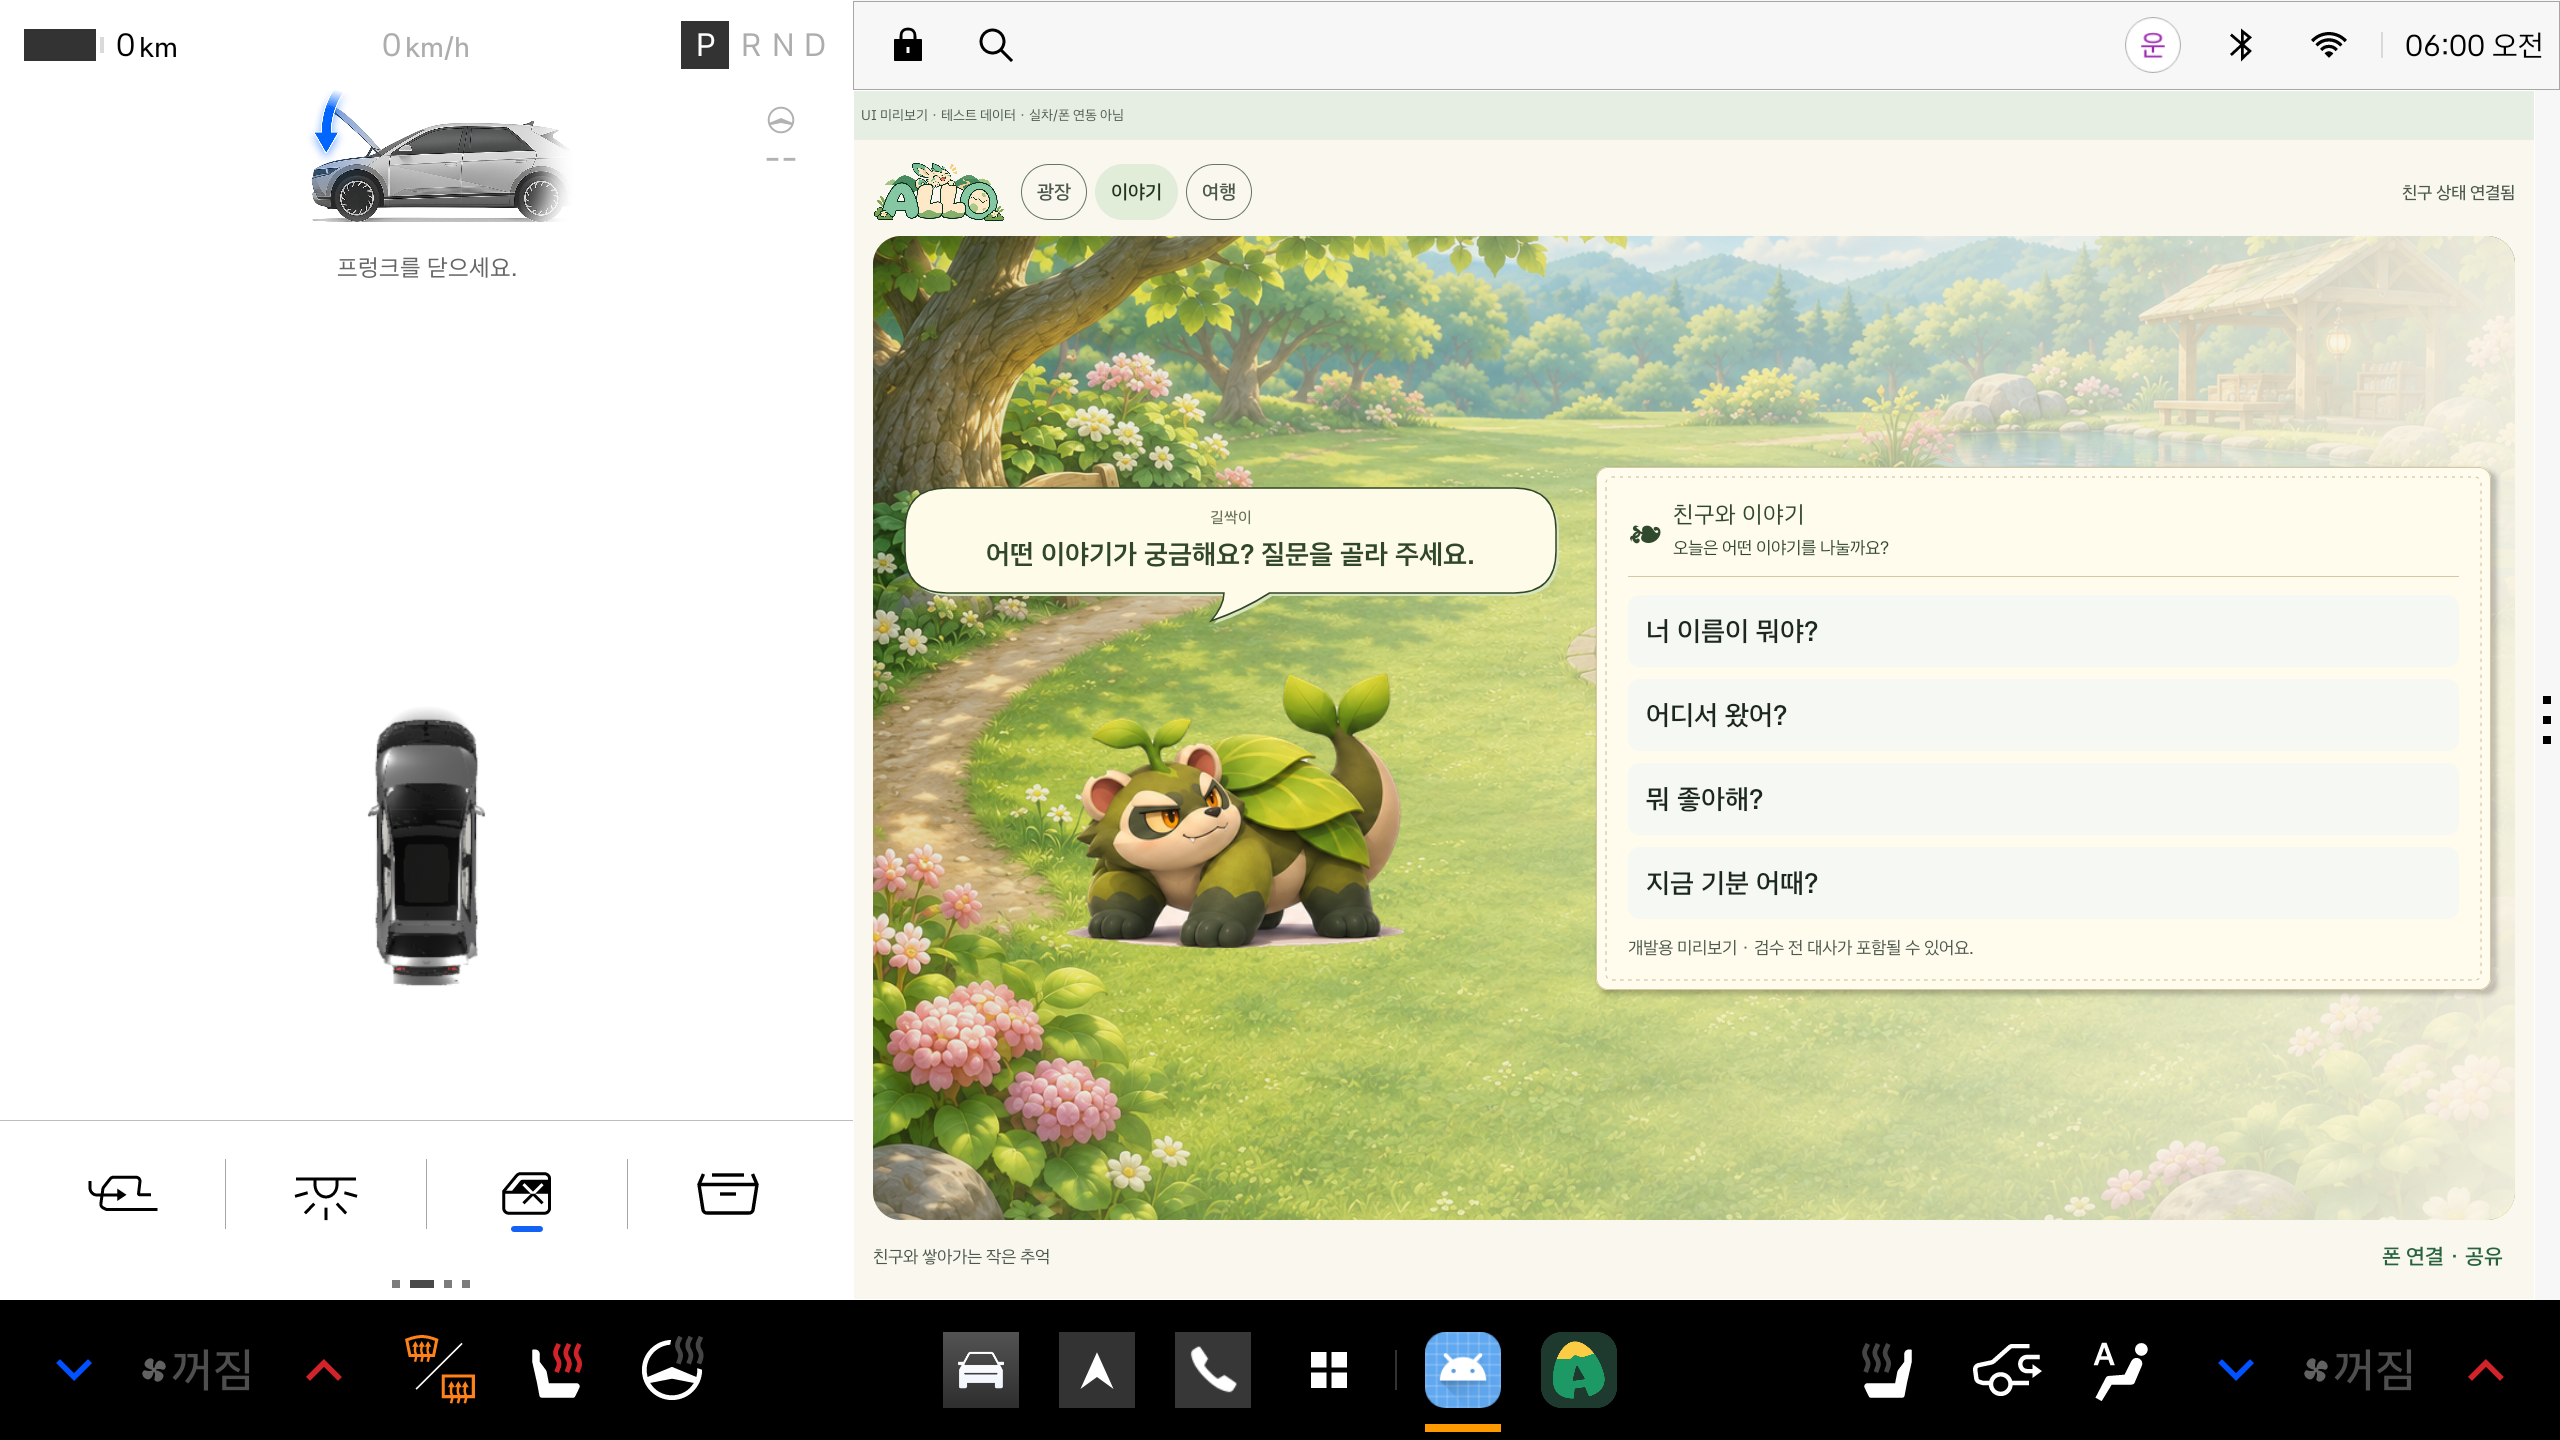 0 km
0 km/h
P R N D
운
06:00 오전
프렁크를 닫으세요.
UI 미리보기 · 테스트 데이터 · 실차/폰 연동 아님
ALLO
광장
이야기
여행
친구 상태 연결됨
길싹이
어떤 이야기가 궁금해요? 질문을 골라 주세요.
친구와 이야기
오늘은 어떤 이야기를 나눌까요?
너 이름이 뭐야?
어디서 왔어?
뭐 좋아해?
지금 기분 어때?
개발용 미리보기 · 검수 전 대사가 포함될 수 있어요.
친구와 쌓아가는 작은 추억
폰 연결 · 공유
꺼짐
A
A
꺼짐